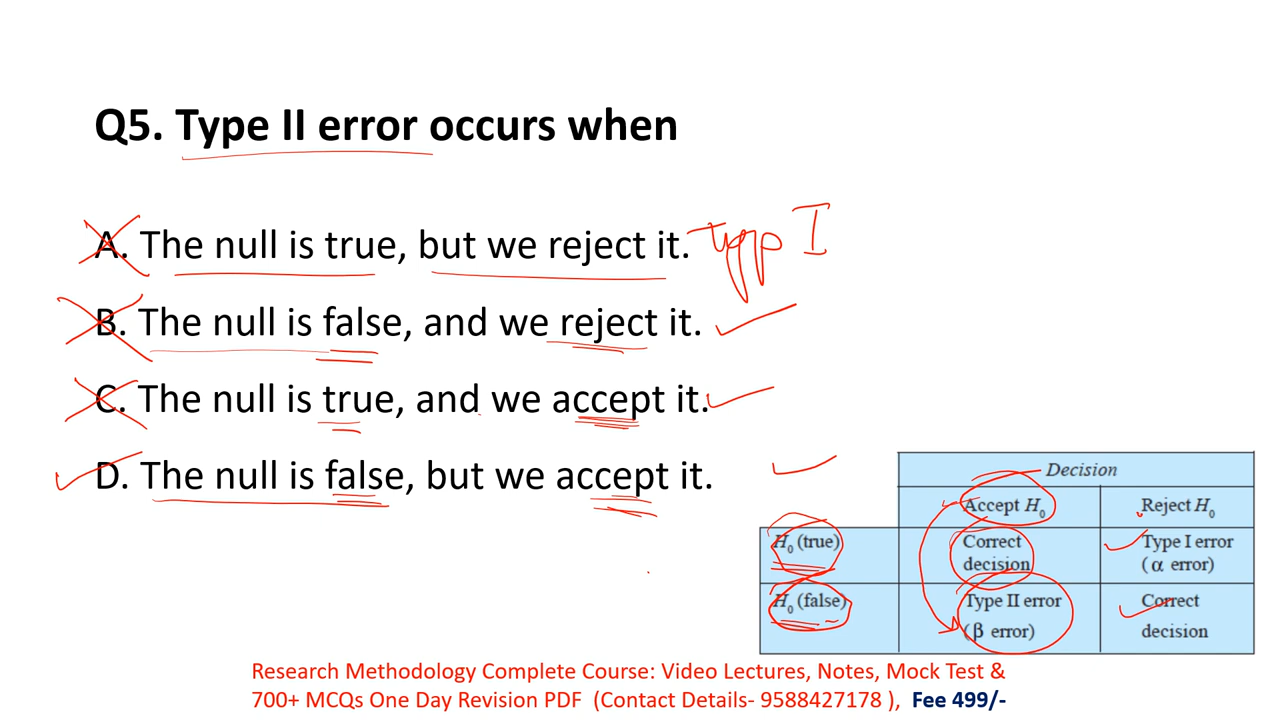 Q5. Type II error occurs when
A. The null is true, but we reject it. Type I
B. The null is false, and we reject it.
C. The null is true, and we accept it.
D. The null is false, but we accept it.
Decision
Accept H₀ Reject H₀
H₀ (true) Correct decision Type I error (α error)
H₀ (false) Type II error (β error) Correct decision
Research Methodology Complete Course: Video Lectures, Notes, Mock Test &
700+ MCQs One Day Revision PDF (Contact Details- 9588427178 ), Fee 499/-